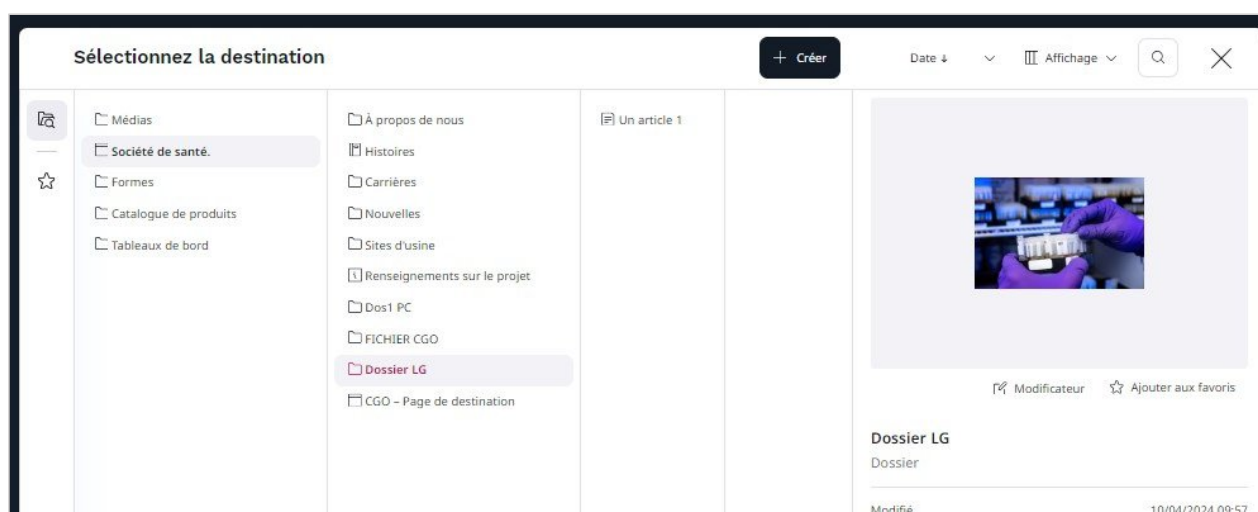 Sélectionnez la destination
+ Créer
Date ↓
Affichage
Médias
Société de santé.
Formes
Catalogue de produits
Tableaux de bord
À propos de nous
Histoires
Carrières
Nouvelles
Sites d'usine
Renseignements sur le projet
Dos1 PC
FICHIER CGO
Dossier LG
CGO – Page de destination
Un article 1
Modificateur
Ajouter aux favoris
Dossier LG
Dossier
Modifié 10/04/2024 09:57